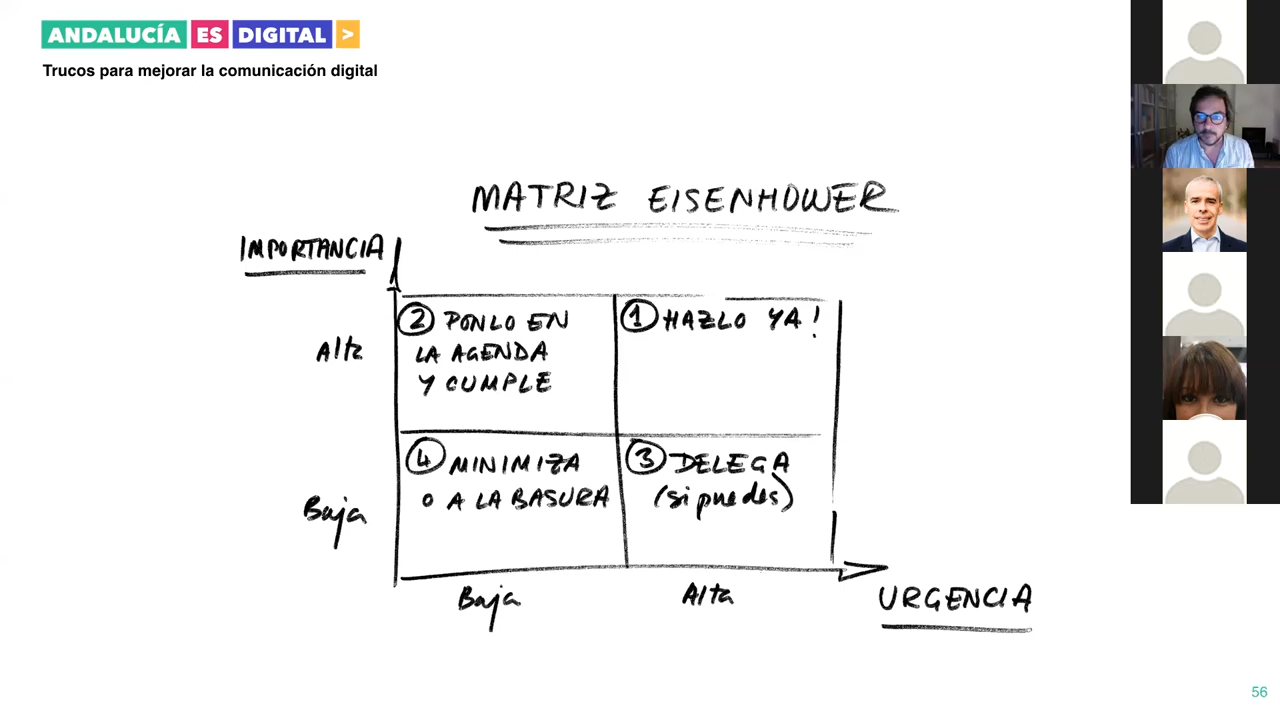 ANDALUCÍA ES DIGITAL >
Trucos para mejorar la comunicación digital
MATRIZ EISENHOWER
IMPORTANCIA
Alta
2 PONLO EN
LA AGENDA
Y CUMPLE
1 HAZLO YA!
Baja
4 MINIMIZA
O A LA BASURA
3 DELEGA
(si puedes)
Baja
Alta
URGENCIA
56